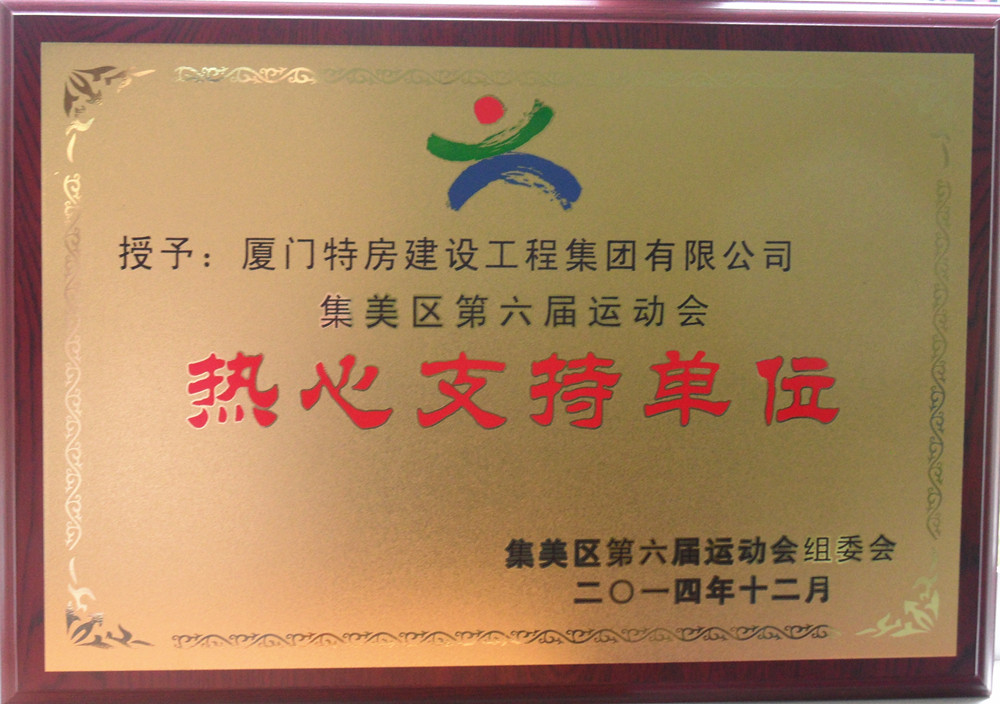 授予：厦门特房建设工程集团有限公司
集美区第六届运动会
热心支持单位
集美区第六届运动会组委会
二〇一四年十二月